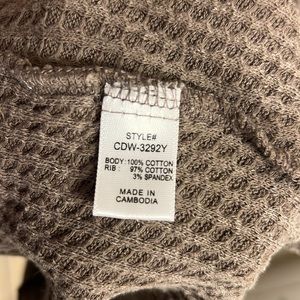 STYLE#
CDW-3292Y
BODY: 100% COTTON
RIB : 97% COTTON
3% SPANDEX
MADE IN
CAMBODIA